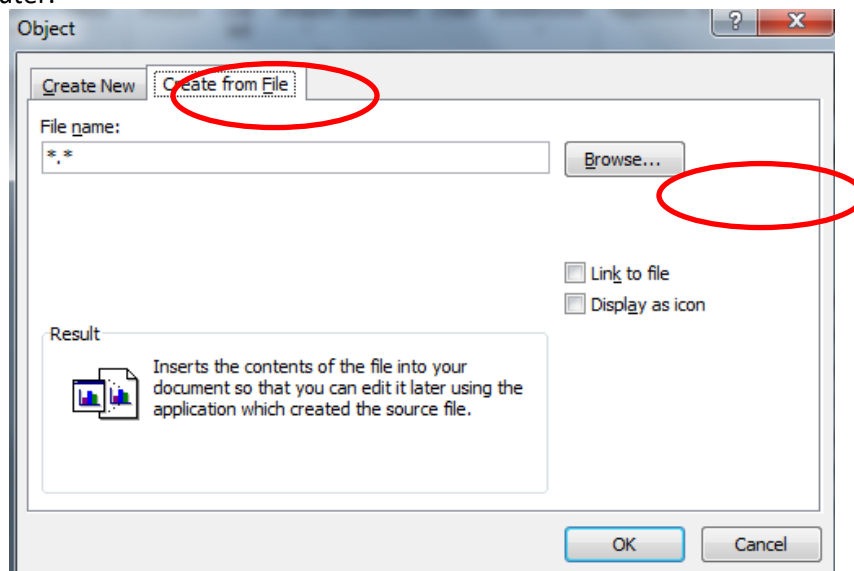 Object
?
X
Create New
Create from File
File name:
*.*
Browse...
Link to file
Display as icon
Result
Inserts the contents of the file into your
document so that you can edit it later using the
application which created the source file.
OK
Cancel